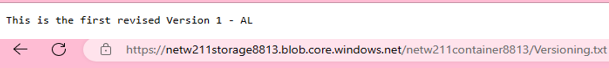 This is the first revised Version 1 - AL
https://netw211storage8813.blob.core.windows.net/netw211container8813/Versioning.txt